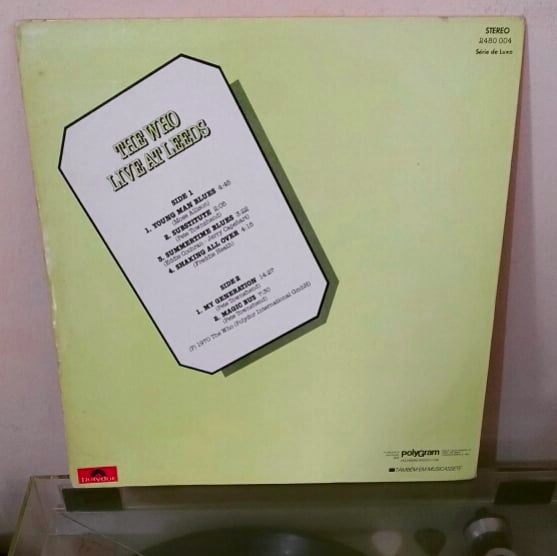 STEREO
2480 004
Série de Luxo
THE WHO
LIVE AT LEEDS
SIDE 1
1. YOUNG MAN BLUES 4:45
(Mose Allison)
2. SUBSTITUTE 2:05
(Pete Townshend)
3. SUMMERTIME BLUES 3:22
(Eddie Cochran - Jerry Capehart)
4. SHAKING ALL OVER 4:15
(Freddie Heath)
SIDE 2
1. MY GENERATION 14:27
(Pete Townshend)
2. MAGIC BUS 7:30
(Pete Townshend)
(P) 1970 The Who (Polydor International GmbH)
polydor
polyGram
TAMBÉM EM MUSICASSETE